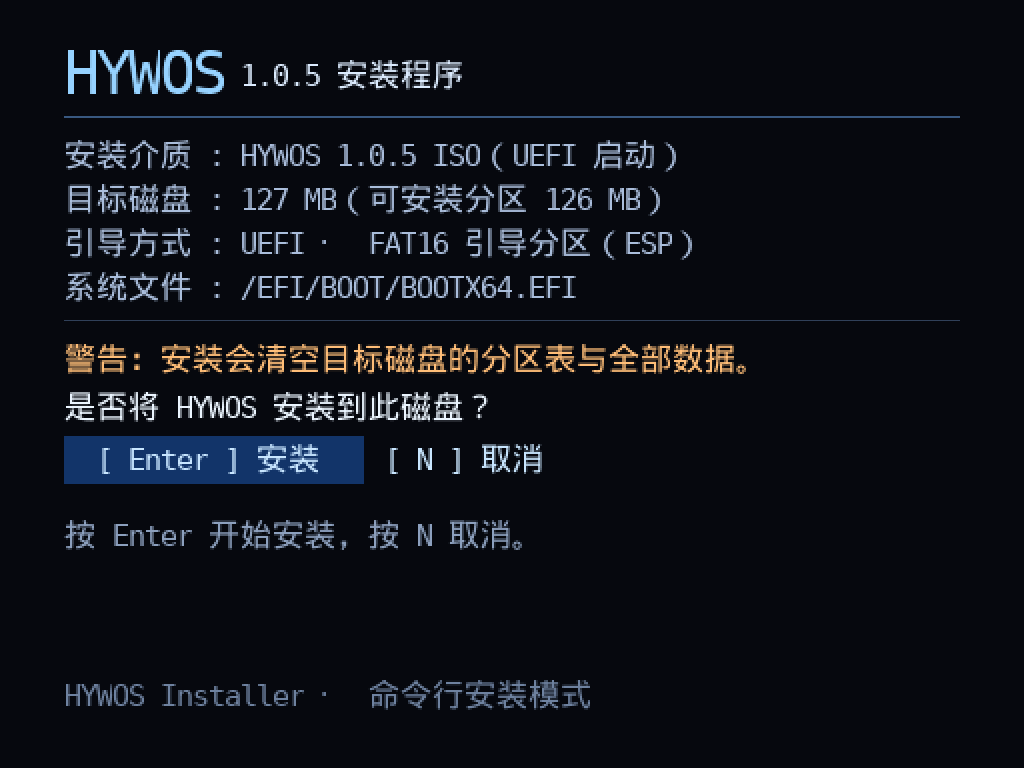 HYWOS 1.0.5 安装程序
安装介质 : HYWOS 1.0.5 ISO（UEFI 启动）
目标磁盘 : 127 MB（可安装分区 126 MB）
引导方式 : UEFI · FAT16 引导分区（ESP）
系统文件 : /EFI/BOOT/BOOTX64.EFI
警告: 安装会清空目标磁盘的分区表与全部数据。
是否将 HYWOS 安装到此磁盘？
[ Enter ] 安装 [ N ] 取消
按 Enter 开始安装，按 N 取消。
HYWOS Installer · 命令行安装模式